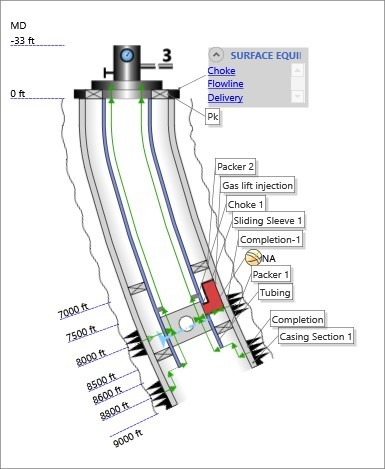 MD
-33 ft
3
SURFACE EQUI
Choke
Flowline
Delivery
0 ft
Pk
Packer 2
Gas lift injection
Choke 1
Sliding Sleeve 1
Completion-1
NA
Packer 1
Tubing
7000 ft
7500 ft
8000 ft
Completion
Casing Section 1
8500 ft
8600 ft
8800 ft
9000 ft